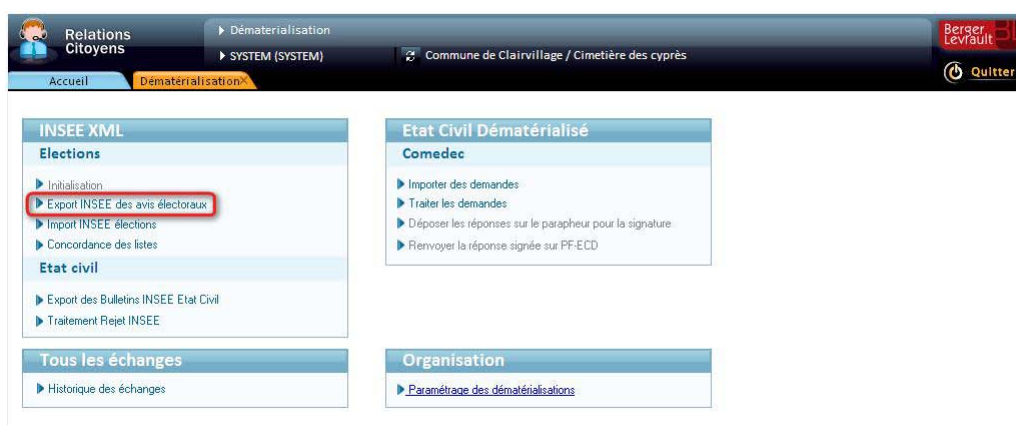 Relations
Citoyens
Dématerialisation
SYSTEM (SYSTEM)
Commune de Clairvillage / Cimetière des cyprès
Berger
Levrault
BL
Quitter
Accueil
Dématérialisation
INSEE XML
Elections
Initialisation
Export INSEE des avis électoraux
Import INSEE élections
Concordance des listes
Etat civil
Export des Bulletins INSEE Etat Civil
Traitement Rejet INSEE
Etat Civil Dématérialisé
Comedec
Importer des demandes
Traiter les demandes
Déposer les réponses sur le parapheur pour la signature
Renvoyer la réponse signée sur PF-ECD
Tous les échanges
Historique des échanges
Organisation
Paramétrage des dématérialisations